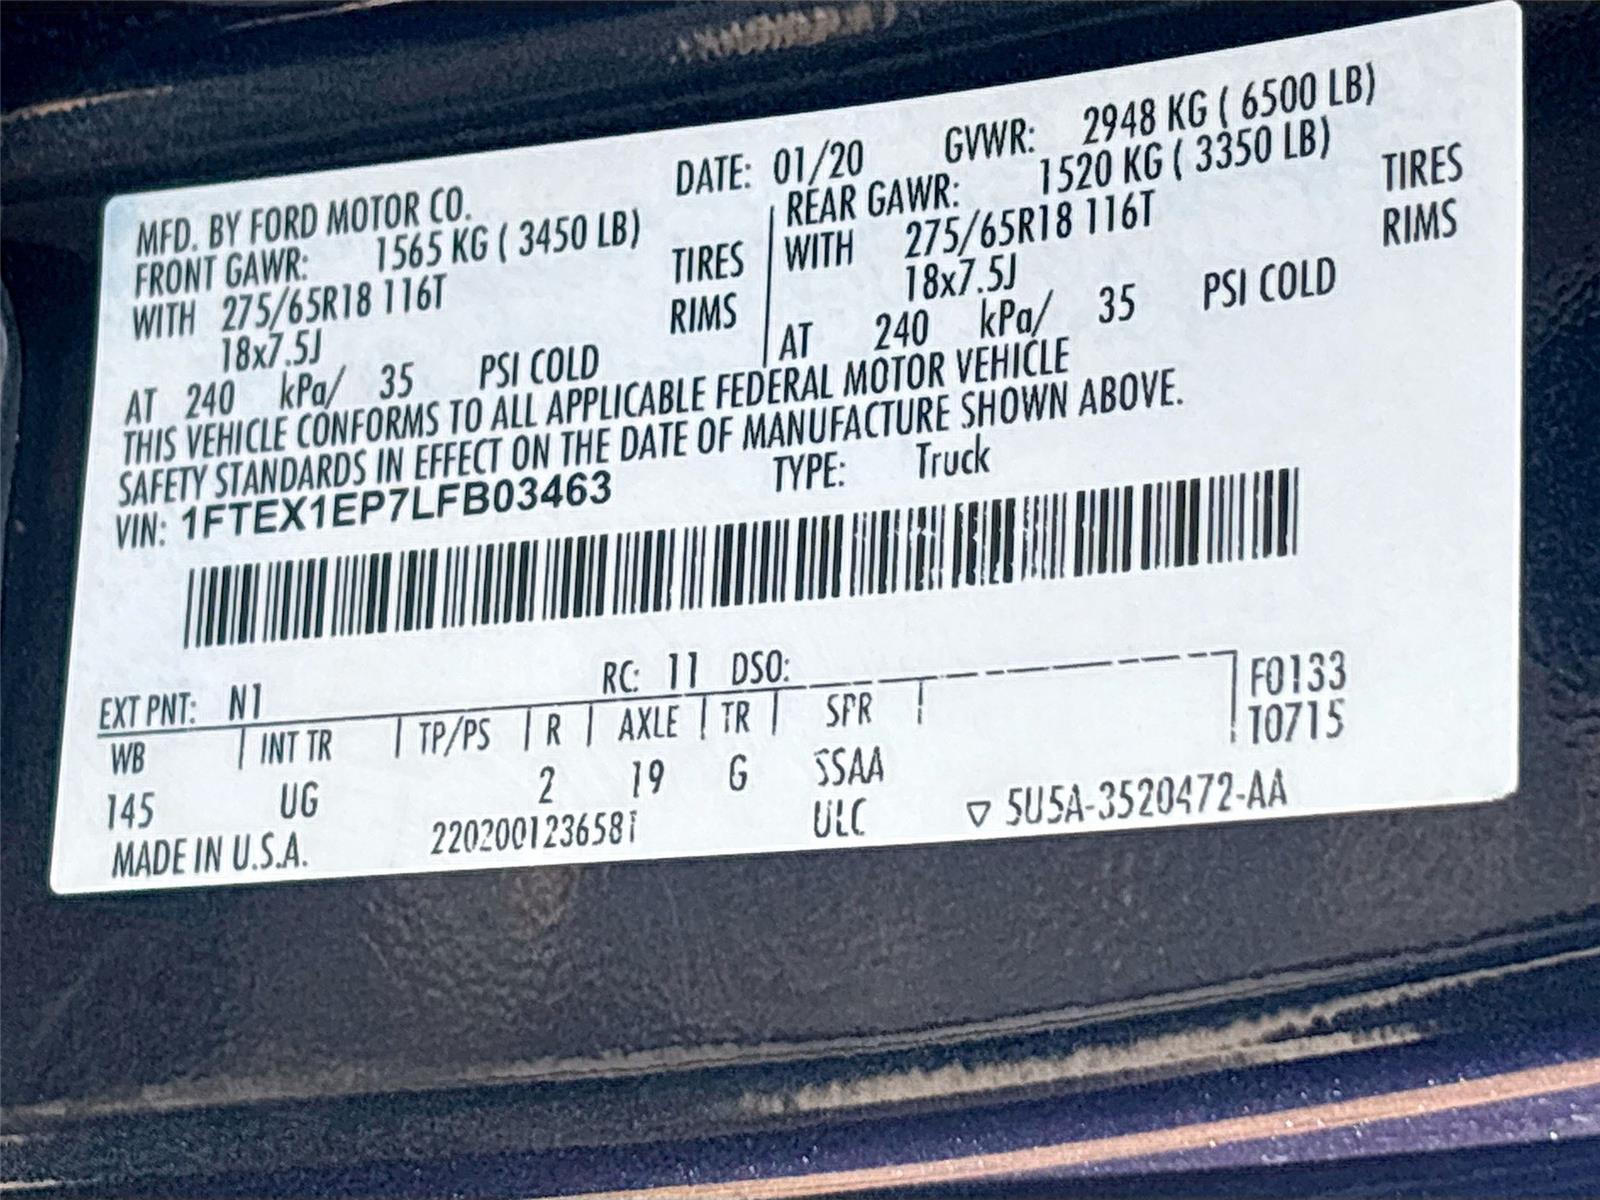 MFD. BY FORD MOTOR CO. DATE: 01/20 GVWR: 2948 KG ( 6500 LB)
FRONT GAWR: 1565 KG ( 3450 LB) REAR GAWR: 1520 KG ( 3350 LB)
WITH 275/65R18 116T TIRES WITH 275/65R18 116T TIRES
18x7.5J RIMS 18x7.5J RIMS
AT 240 kPa/ 35 PSI COLD AT 240 kPa/ 35 PSI COLD
THIS VEHICLE CONFORMS TO ALL APPLICABLE FEDERAL MOTOR VEHICLE
SAFETY STANDARDS IN EFFECT ON THE DATE OF MANUFACTURE SHOWN ABOVE.
VIN: 1FTEX1EP7LFB03463 TYPE: Truck
EXT PNT: N1 RC: 11 DSO: F0133
WB INT TR TP/PS R AXLE TR SPR T0715
145 UG 2 19 G SSAA
MADE IN U.S.A. 220200123658 ULC ▽ 5U5A-3520472-AA